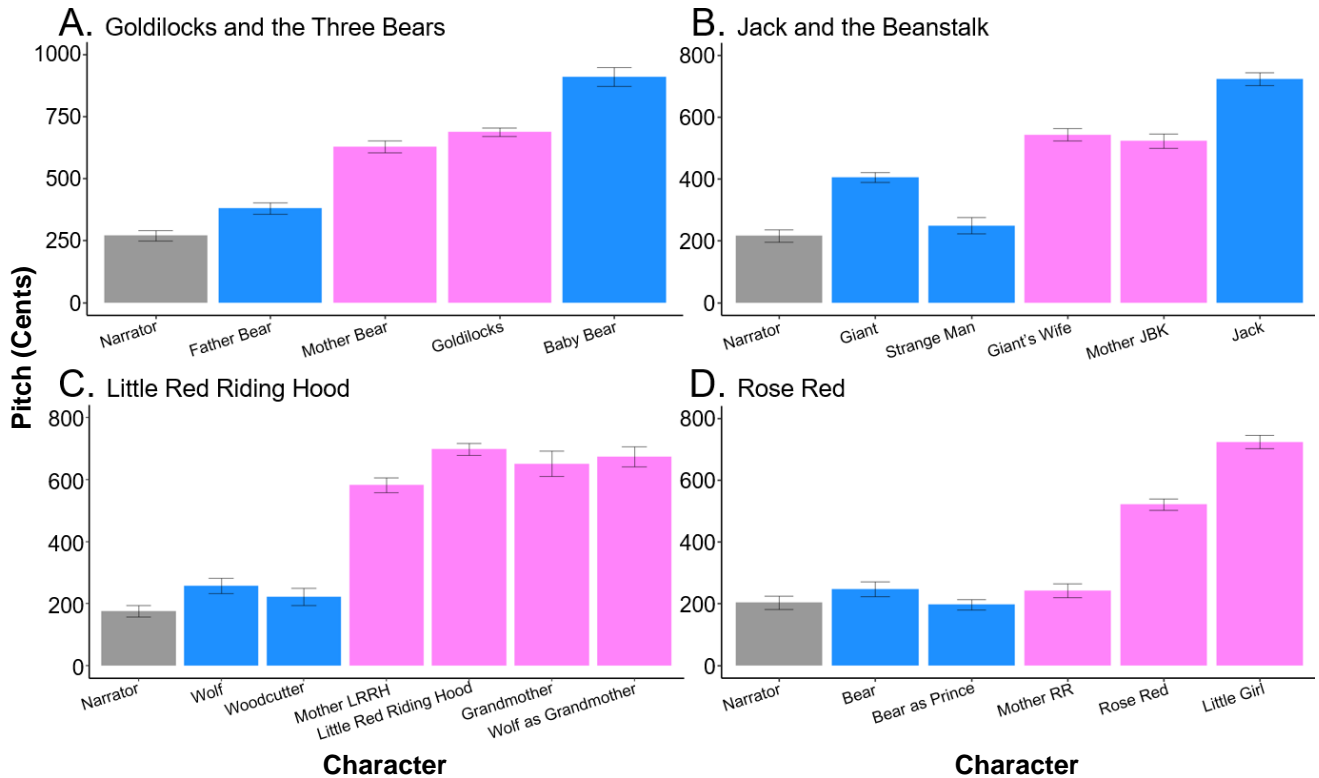 A. Goldilocks and the Three Bears
1000
750
500
250
0
Narrator
Father Bear
Mother Bear
Goldilocks
Baby Bear
B. Jack and the Beanstalk
800
600
400
200
0
Narrator
Giant
Strange Man
Giant's Wife
Mother JBK
Jack
Pitch (Cents)
C. Little Red Riding Hood
800
600
400
200
0
Narrator
Wolf
Woodcutter
Mother LRRH
Little Red Riding Hood
Grandmother
Wolf as Grandmother
Character
D. Rose Red
800
600
400
200
0
Narrator
Bear
Bear as Prince
Mother RR
Rose Red
Little Girl
Character